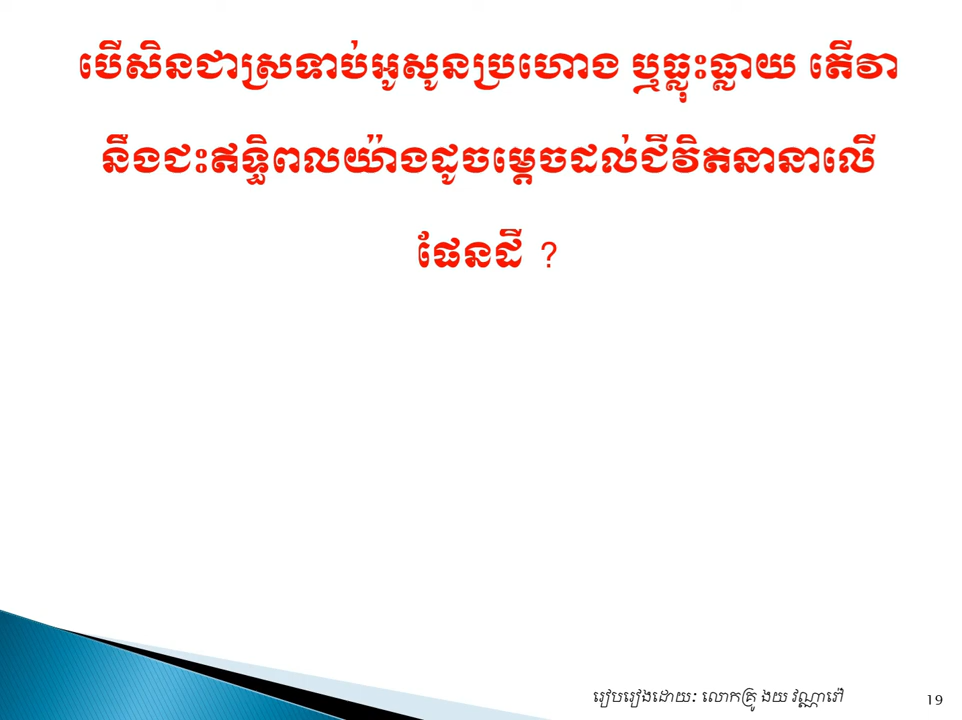 បើសិនជាស្រទាប់អូសូនប្រហោង ឬធ្លុះធ្លាយ តើវា
នឹងជះឥទ្ធិពលយ៉ាងដូចម្ដេចដល់ជីវិតនានាលើ
ផែនដី ?
រៀបរៀងដោយ: លោកគ្រូ ងយ វណ្ណារ៉ៅ 19